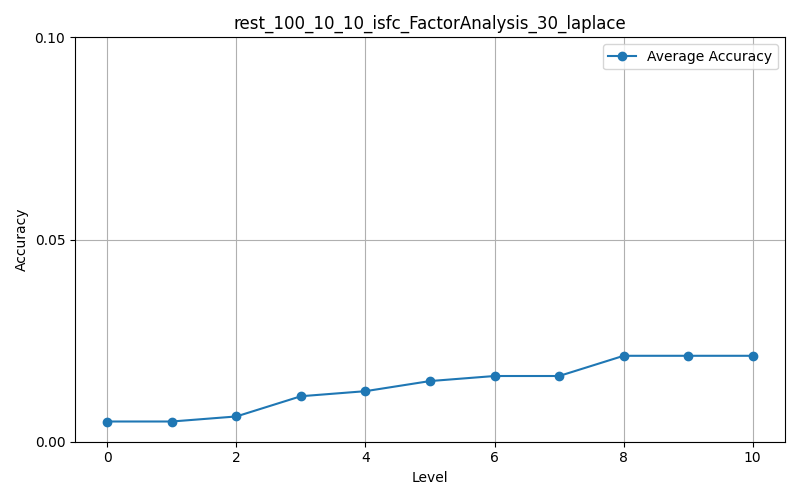 rest_100_10_10_isfc_FactorAnalysis_30_laplace
Average Accuracy
Accuracy
0.10
0.05
0.00
0 2 4 6 8 10
Level